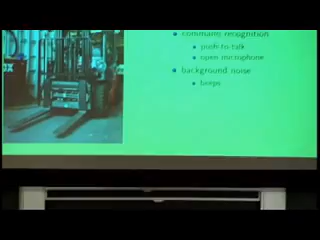 command recognition
push-to-talk
open microphone
background noise
beeps